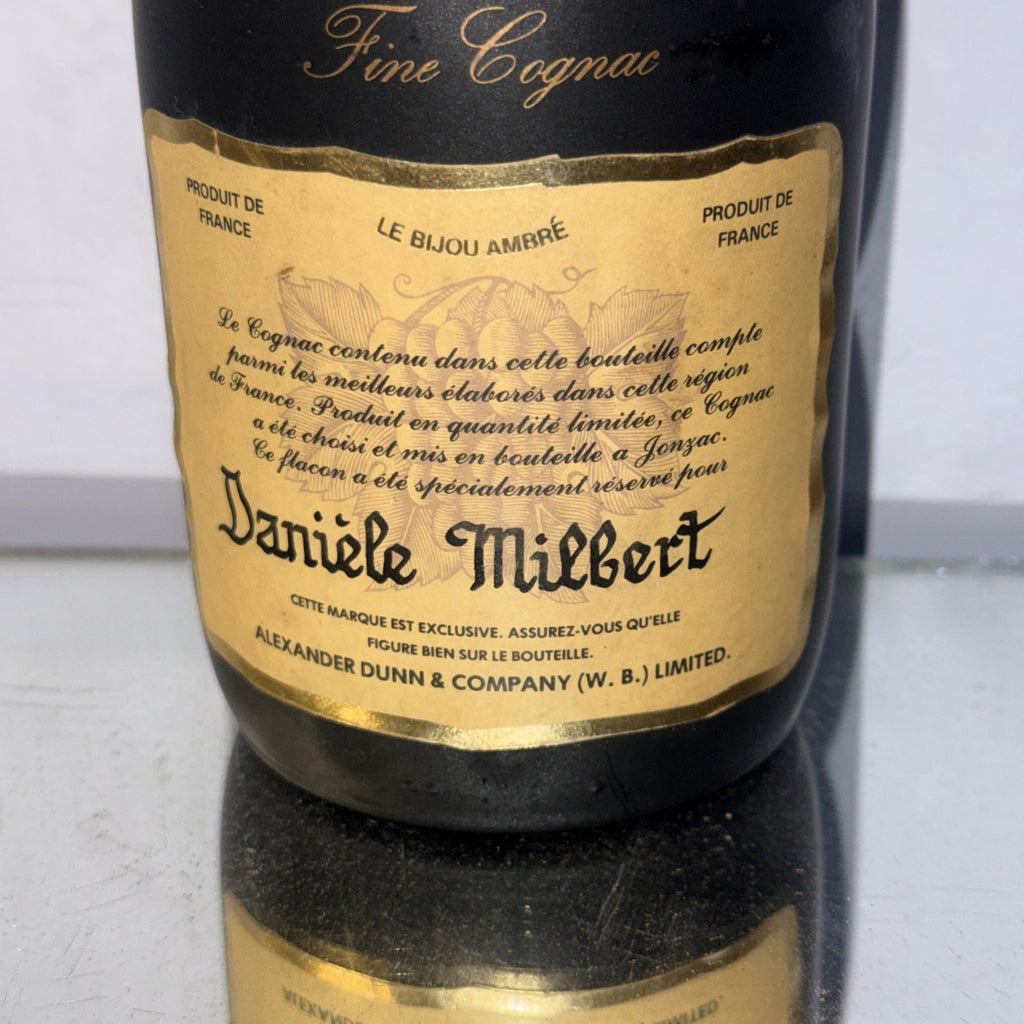 Fine Cognac
PRODUIT DE
FRANCE
LE BIJOU AMBRÉ
PRODUIT DE
FRANCE
Le Cognac contenu dans cette bouteille compte
parmi les meilleurs élaborés dans cette région
de France. Produit en quantité limitée, ce Cognac
a été choisi et mis en bouteille a Jonzac.
Ce flacon a été spécialement réservé pour
Danièle Milbert
CETTE MARQUE EST EXCLUSIVE. ASSUREZ-VOUS QU'ELLE
FIGURE BIEN SUR LE BOUTEILLE.
ALEXANDER DUNN & COMPANY (W. B.) LIMITED.